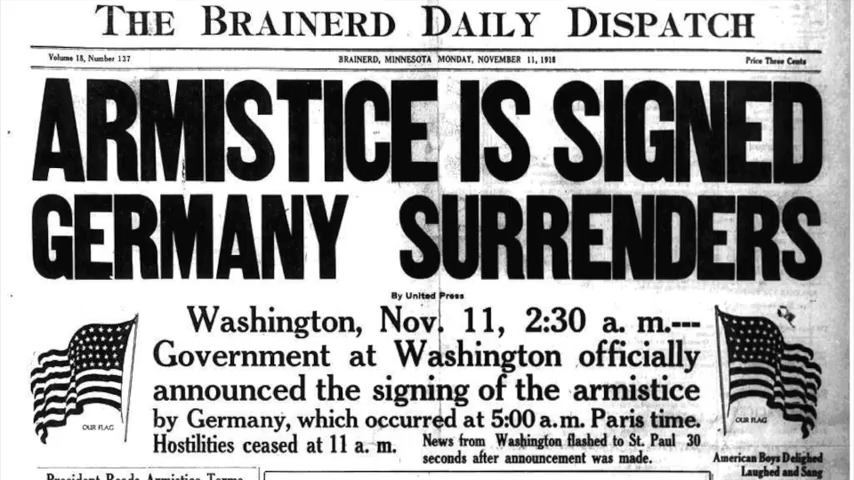 THE BRAINERD DAILY DISPATCH
Volume 18, Number 137
BRAINERD, MINNESOTA MONDAY, NOVEMBER 11, 1918
Price Three Cents
ARMISTICE IS SIGNED
GERMANY SURRENDERS
By United Press
Washington, Nov. 11, 2:30 a. m.---
Government at Washington officially
announced the signing of the armistice
by Germany, which occurred at 5:00 a. m. Paris time.
Hostilities ceased at 11 a. m.
News from Washington flashed to St. Paul 30
seconds after announcement was made.
OUR FLAG
OUR FLAG
American Boys Delighed
Laughed and Sang
President Reads Armistice Terms